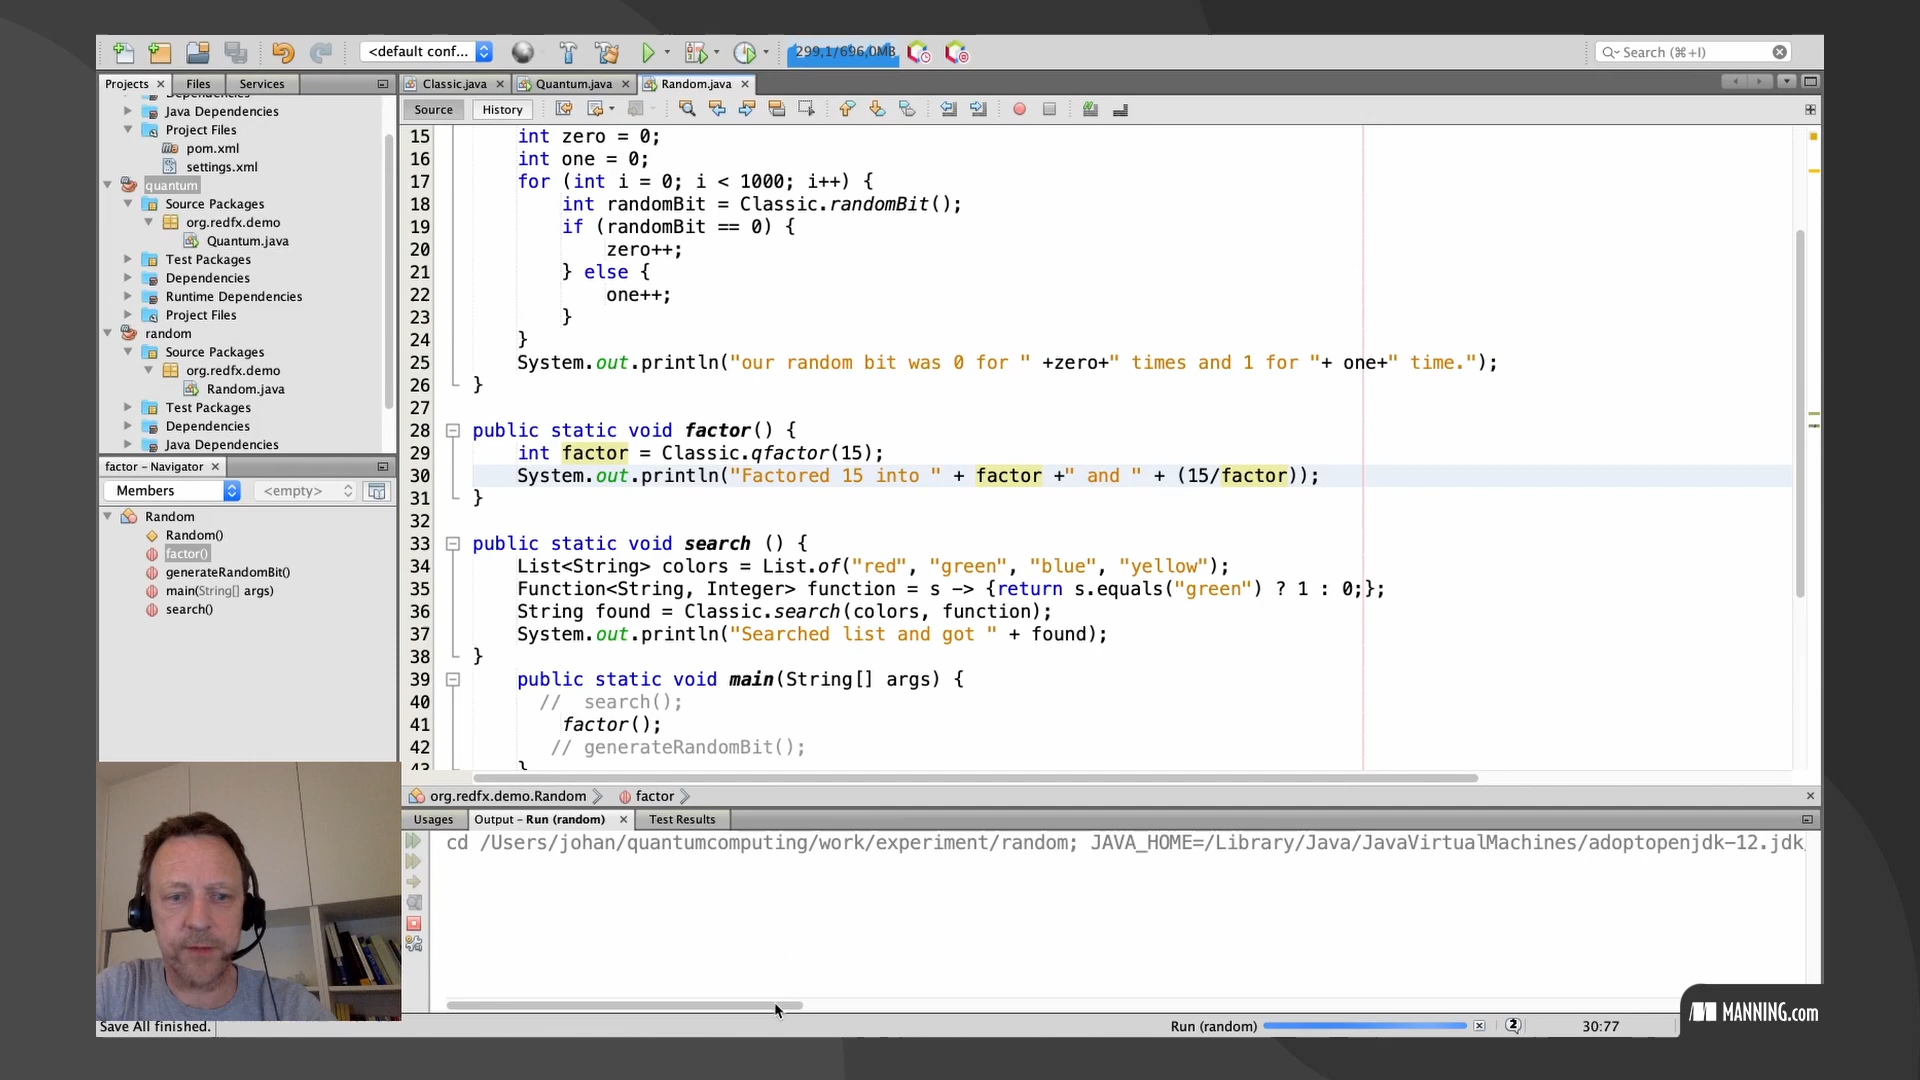 <default conf...
299,1/696,0MB
Search (⌘+I)
Projects
Files
Services
Classic.java
Quantum.java
Random.java
Source
History
Dependencies
Java Dependencies
Project Files
pom.xml
settings.xml
quantum
Source Packages
org.redfx.demo
Quantum.java
Test Packages
Dependencies
Runtime Dependencies
Project Files
random
Source Packages
org.redfx.demo
Random.java
Test Packages
Dependencies
Java Dependencies
factor – Navigator
Members
<empty>
Random
Random()
factor()
generateRandomBit()
main(String[] args)
search()
15 int zero = 0;
16 int one = 0;
17 for (int i = 0; i < 1000; i++) {
18 int randomBit = Classic.randomBit();
19 if (randomBit == 0) {
20 zero++;
21 } else {
22 one++;
23 }
24 }
25 System.out.println("our random bit was 0 for " +zero+" times and 1 for "+ one+" time.");
26 }
27
28 public static void factor() {
29 int factor = Classic.qfactor(15);
30 System.out.println("Factored 15 into " + factor +" and " + (15/factor));
31 }
32
33 public static void search () {
34 List<String> colors = List.of("red", "green", "blue", "yellow");
35 Function<String, Integer> function = s -> {return s.equals("green") ? 1 : 0;};
36 String found = Classic.search(colors, function);
37 System.out.println("Searched list and got " + found);
38 }
39 public static void main(String[] args) {
40 // search();
41 factor();
42 // generateRandomBit();
43 }
org.redfx.demo.Random
factor
Usages
Output – Run (random)
Test Results
cd /Users/johan/quantumcomputing/work/experiment/random; JAVA_HOME=/Library/Java/JavaVirtualMachines/adoptopenjdk-12.jdk
Save All finished.
Run (random)
2
30:77
MANNING.com